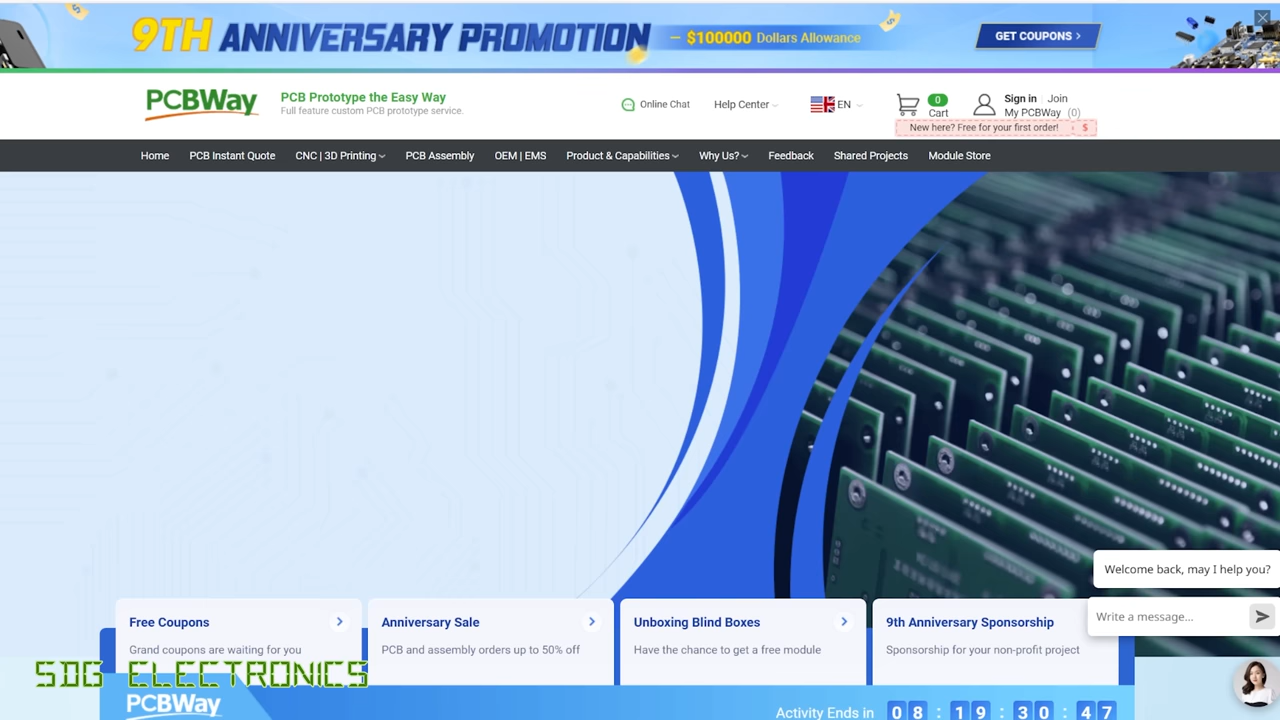 9TH ANNIVERSARY PROMOTION
— $100000 Dollars Allowance
GET COUPONS >
PCBWay
PCB Prototype the Easy Way
Full feature custom PCB prototype service.
Online Chat
Help Center
EN
0
Cart
Sign in | Join
My PCBWay (0)
New here? Free for your first order! $
Home
PCB Instant Quote
CNC | 3D Printing
PCB Assembly
OEM | EMS
Product & Capabilities
Why Us?
Feedback
Shared Projects
Module Store
Welcome back, may I help you?
Write a message...
Free Coupons
Grand coupons are waiting for you
Anniversary Sale
PCB and assembly orders up to 50% off
Unboxing Blind Boxes
Have the chance to get a free module
9th Anniversary Sponsorship
Sponsorship for your non-profit project
SDG ELECTRONICS
PCBWay
Activity Ends in 08 : 19 : 30 : 47